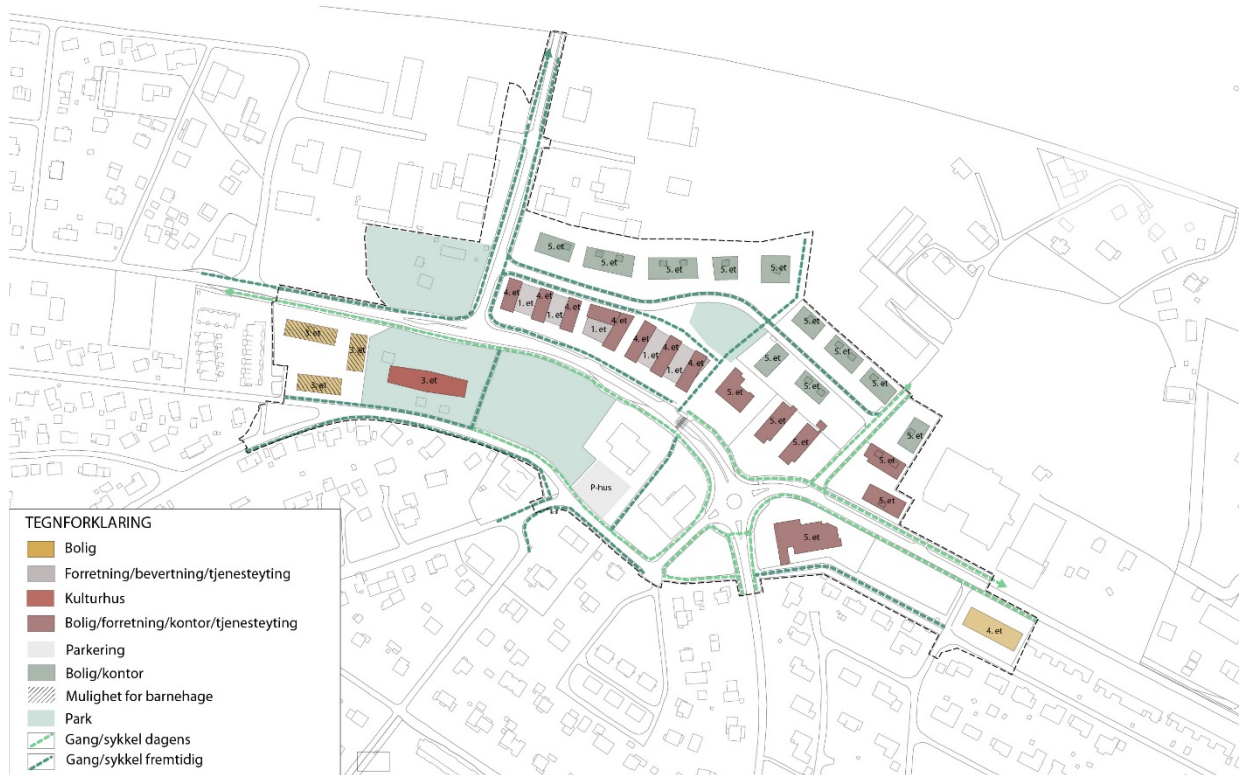 5. et
5. et
5. et
5. et
5. et
4. et
4. et
4. et
1. et
1. et
4. et
1. et
4. et
4. et
1. et
4. et
1. et
5. et
5. et
5. et
5. et
5. et
3. et
3. et
3. et
3. et
5. et
5. et
5. et
5. et
5. et
5. et
P-hus
5. et
4. et
TEGNFORKLARING
Bolig
Forretning/bevertning/tjenesteyting
Kulturhus
Bolig/forretning/kontor/tjenesteyting
Parkering
Bolig/kontor
Mulighet for barnehage
Park
Gang/sykkel dagens
Gang/sykkel fremtidig